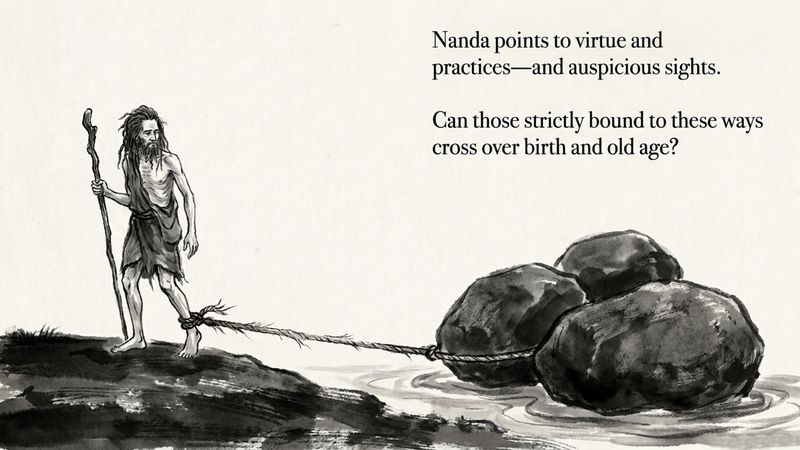 Nanda points to virtue and
practices—and auspicious sights.
Can those strictly bound to these ways
cross over birth and old age?